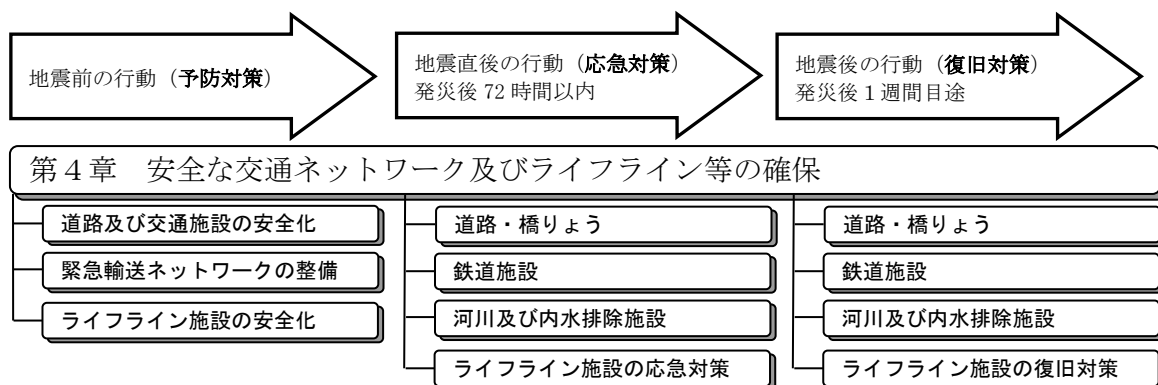 地震前の行動（予防対策）
地震直後の行動（応急対策）
発災後 72 時間以内
地震後の行動（復旧対策）
発災後１週間目途
第４章　安全な交通ネットワーク及びライフライン等の確保
道路及び交通施設の安全化
緊急輸送ネットワークの整備
ライフライン施設の安全化
道路・橋りょう
鉄道施設
河川及び内水排除施設
ライフライン施設の応急対策
道路・橋りょう
鉄道施設
河川及び内水排除施設
ライフライン施設の復旧対策